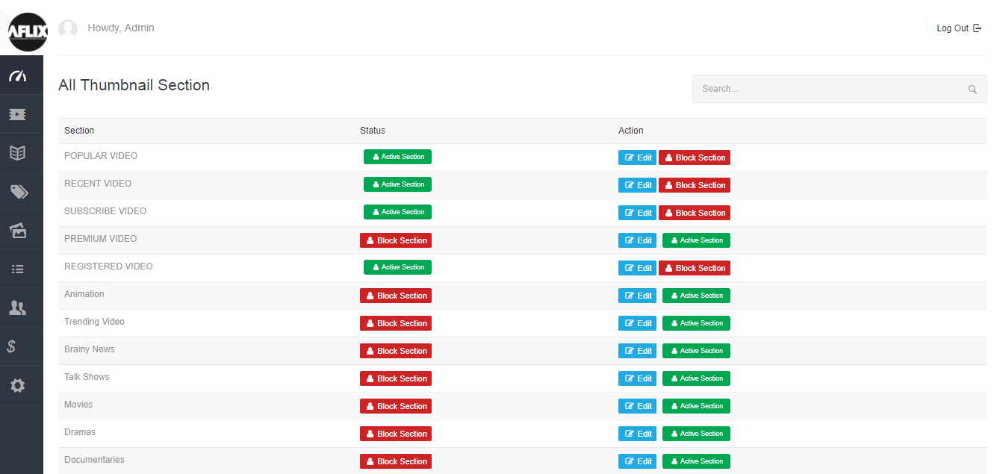 AFLIX
Howdy, Admin
Log Out
All Thumbnail Section
Search...
Section Status Action
POPULAR VIDEO Active Section Edit Block Section
RECENT VIDEO Active Section Edit Block Section
SUBSCRIBE VIDEO Active Section Edit Block Section
PREMIUM VIDEO Block Section Edit Active Section
REGISTERED VIDEO Active Section Edit Block Section
Animation Block Section Edit Active Section
Trending Video Block Section Edit Active Section
Brainy News Block Section Edit Active Section
Talk Shows Block Section Edit Active Section
Movies Block Section Edit Active Section
Dramas Block Section Edit Active Section
Documentaries Block Section Edit Active Section